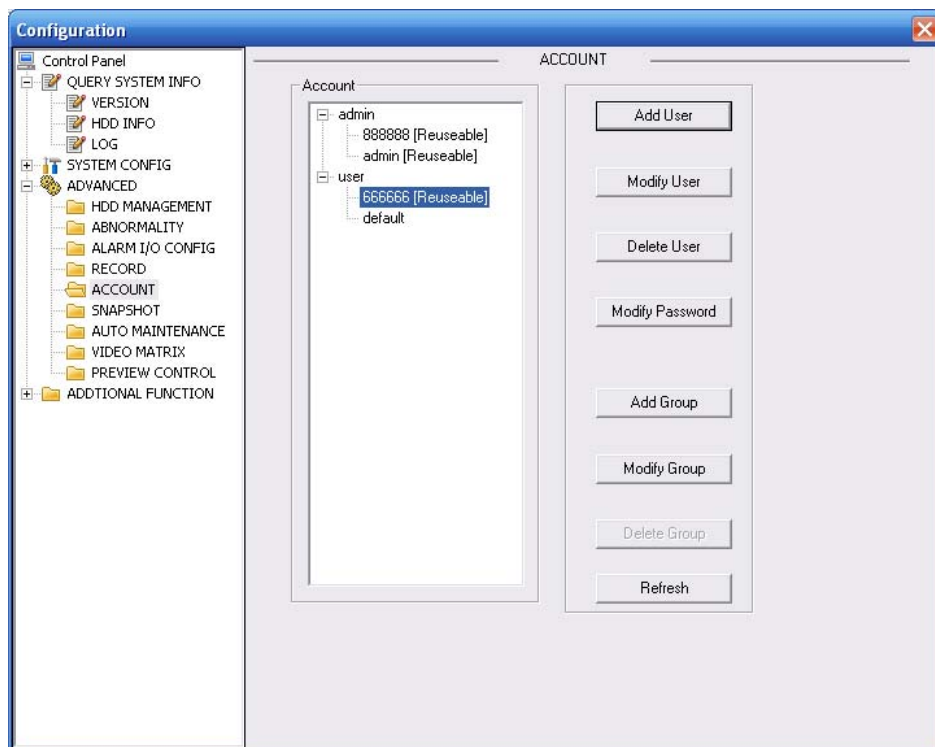 Configuration
Control Panel
QUERY SYSTEM INFO
VERSION
HDD INFO
LOG
SYSTEM CONFIG
ADVANCED
HDD MANAGEMENT
ABNORMALITY
ALARM I/O CONFIG
RECORD
ACCOUNT
SNAPSHOT
AUTO MAINTENANCE
VIDEO MATRIX
PREVIEW CONTROL
ADDTIONAL FUNCTION
ACCOUNT
Account
admin
888888 [Reuseable]
admin [Reuseable]
user
666666 [Reuseable]
default
Add User
Modify User
Delete User
Modify Password
Add Group
Modify Group
Delete Group
Refresh